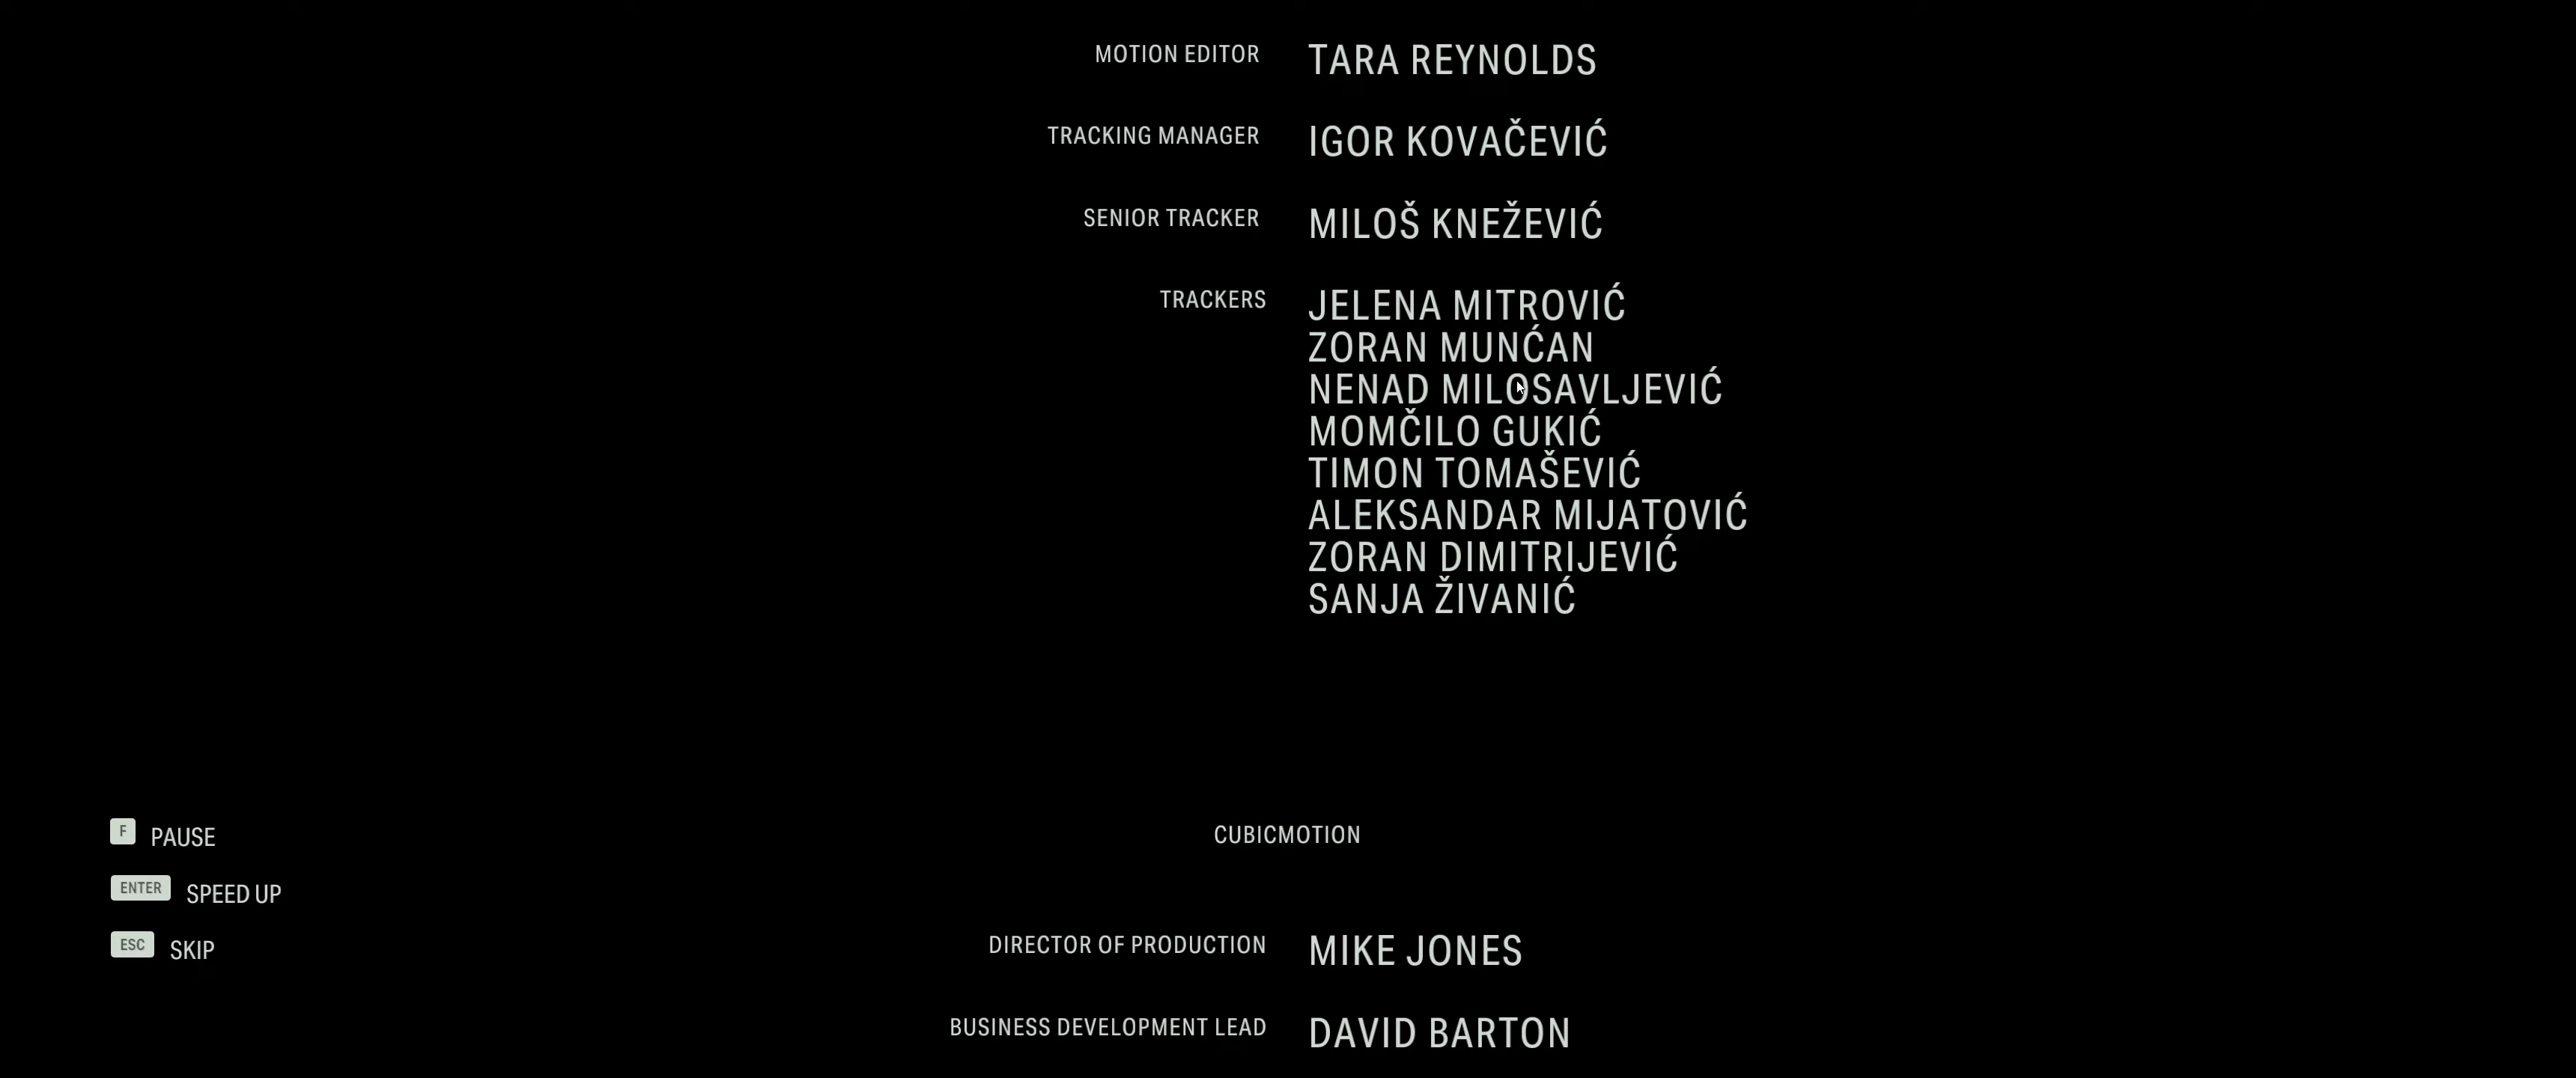 MOTION EDITOR TARA REYNOLDS
TRACKING MANAGER IGOR KOVAČEVIĆ
SENIOR TRACKER MILOŠ KNEŽEVIĆ
TRACKERS JELENA MITROVIĆ
ZORAN MUNĆAN
NENAD MILOSAVLJEVIĆ
MOMČILO GUKIĆ
TIMON TOMAŠEVIĆ
ALEKSANDAR MIJATOVIĆ
ZORAN DIMITRIJEVIĆ
SANJA ŽIVANIĆ
F PAUSE
ENTER SPEED UP
ESC SKIP
CUBICMOTION
DIRECTOR OF PRODUCTION MIKE JONES
BUSINESS DEVELOPMENT LEAD DAVID BARTON